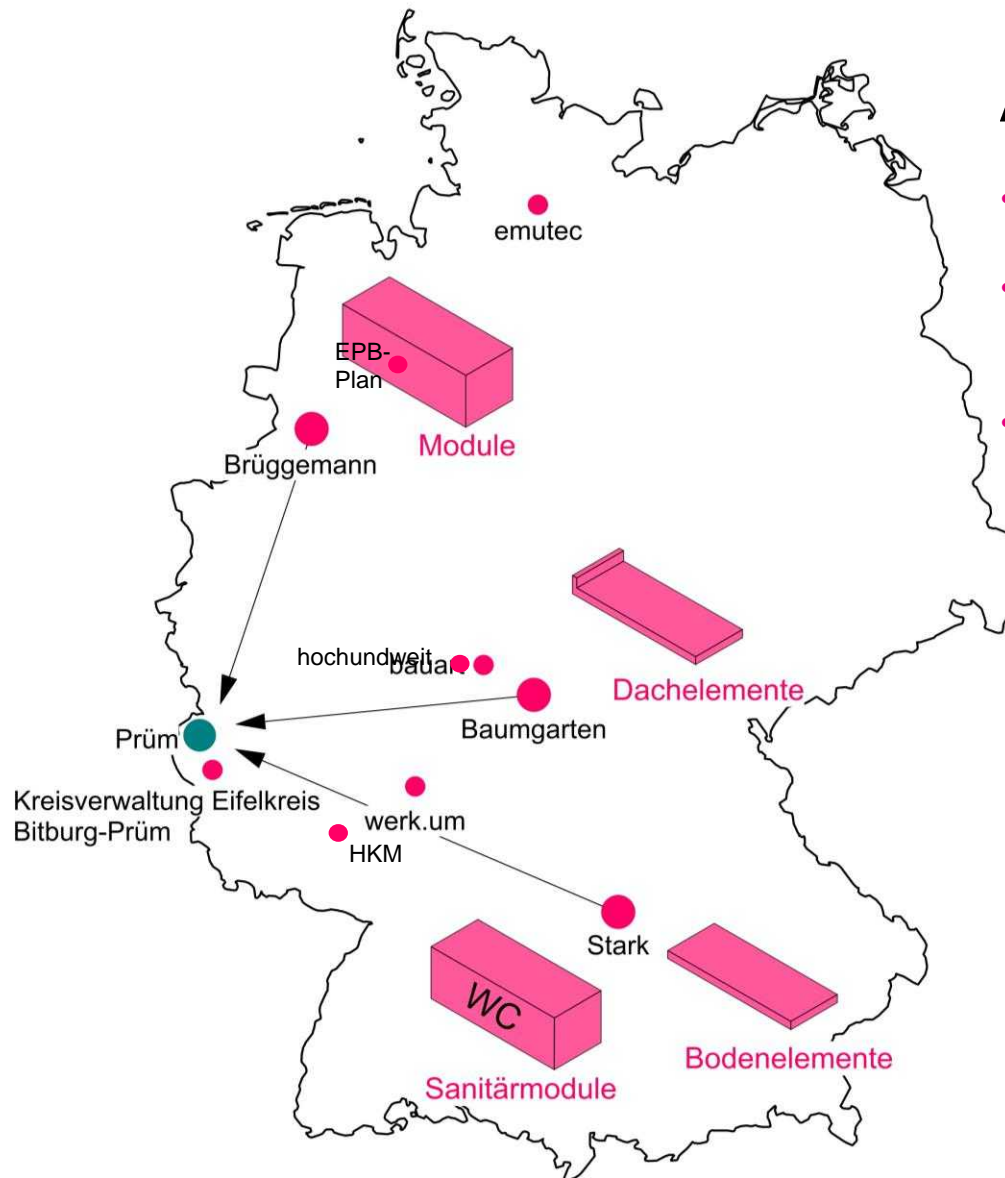 emutec
EPB-
Plan
Module
Brüggemann
hochundweit
bauart
Dachelemente
Baumgarten
Prüm
Kreisverwaltung Eifelkreis
Bitburg-Prüm
werk.um
HKM
Stark
WC
Sanitärmodule
Bodenelemente